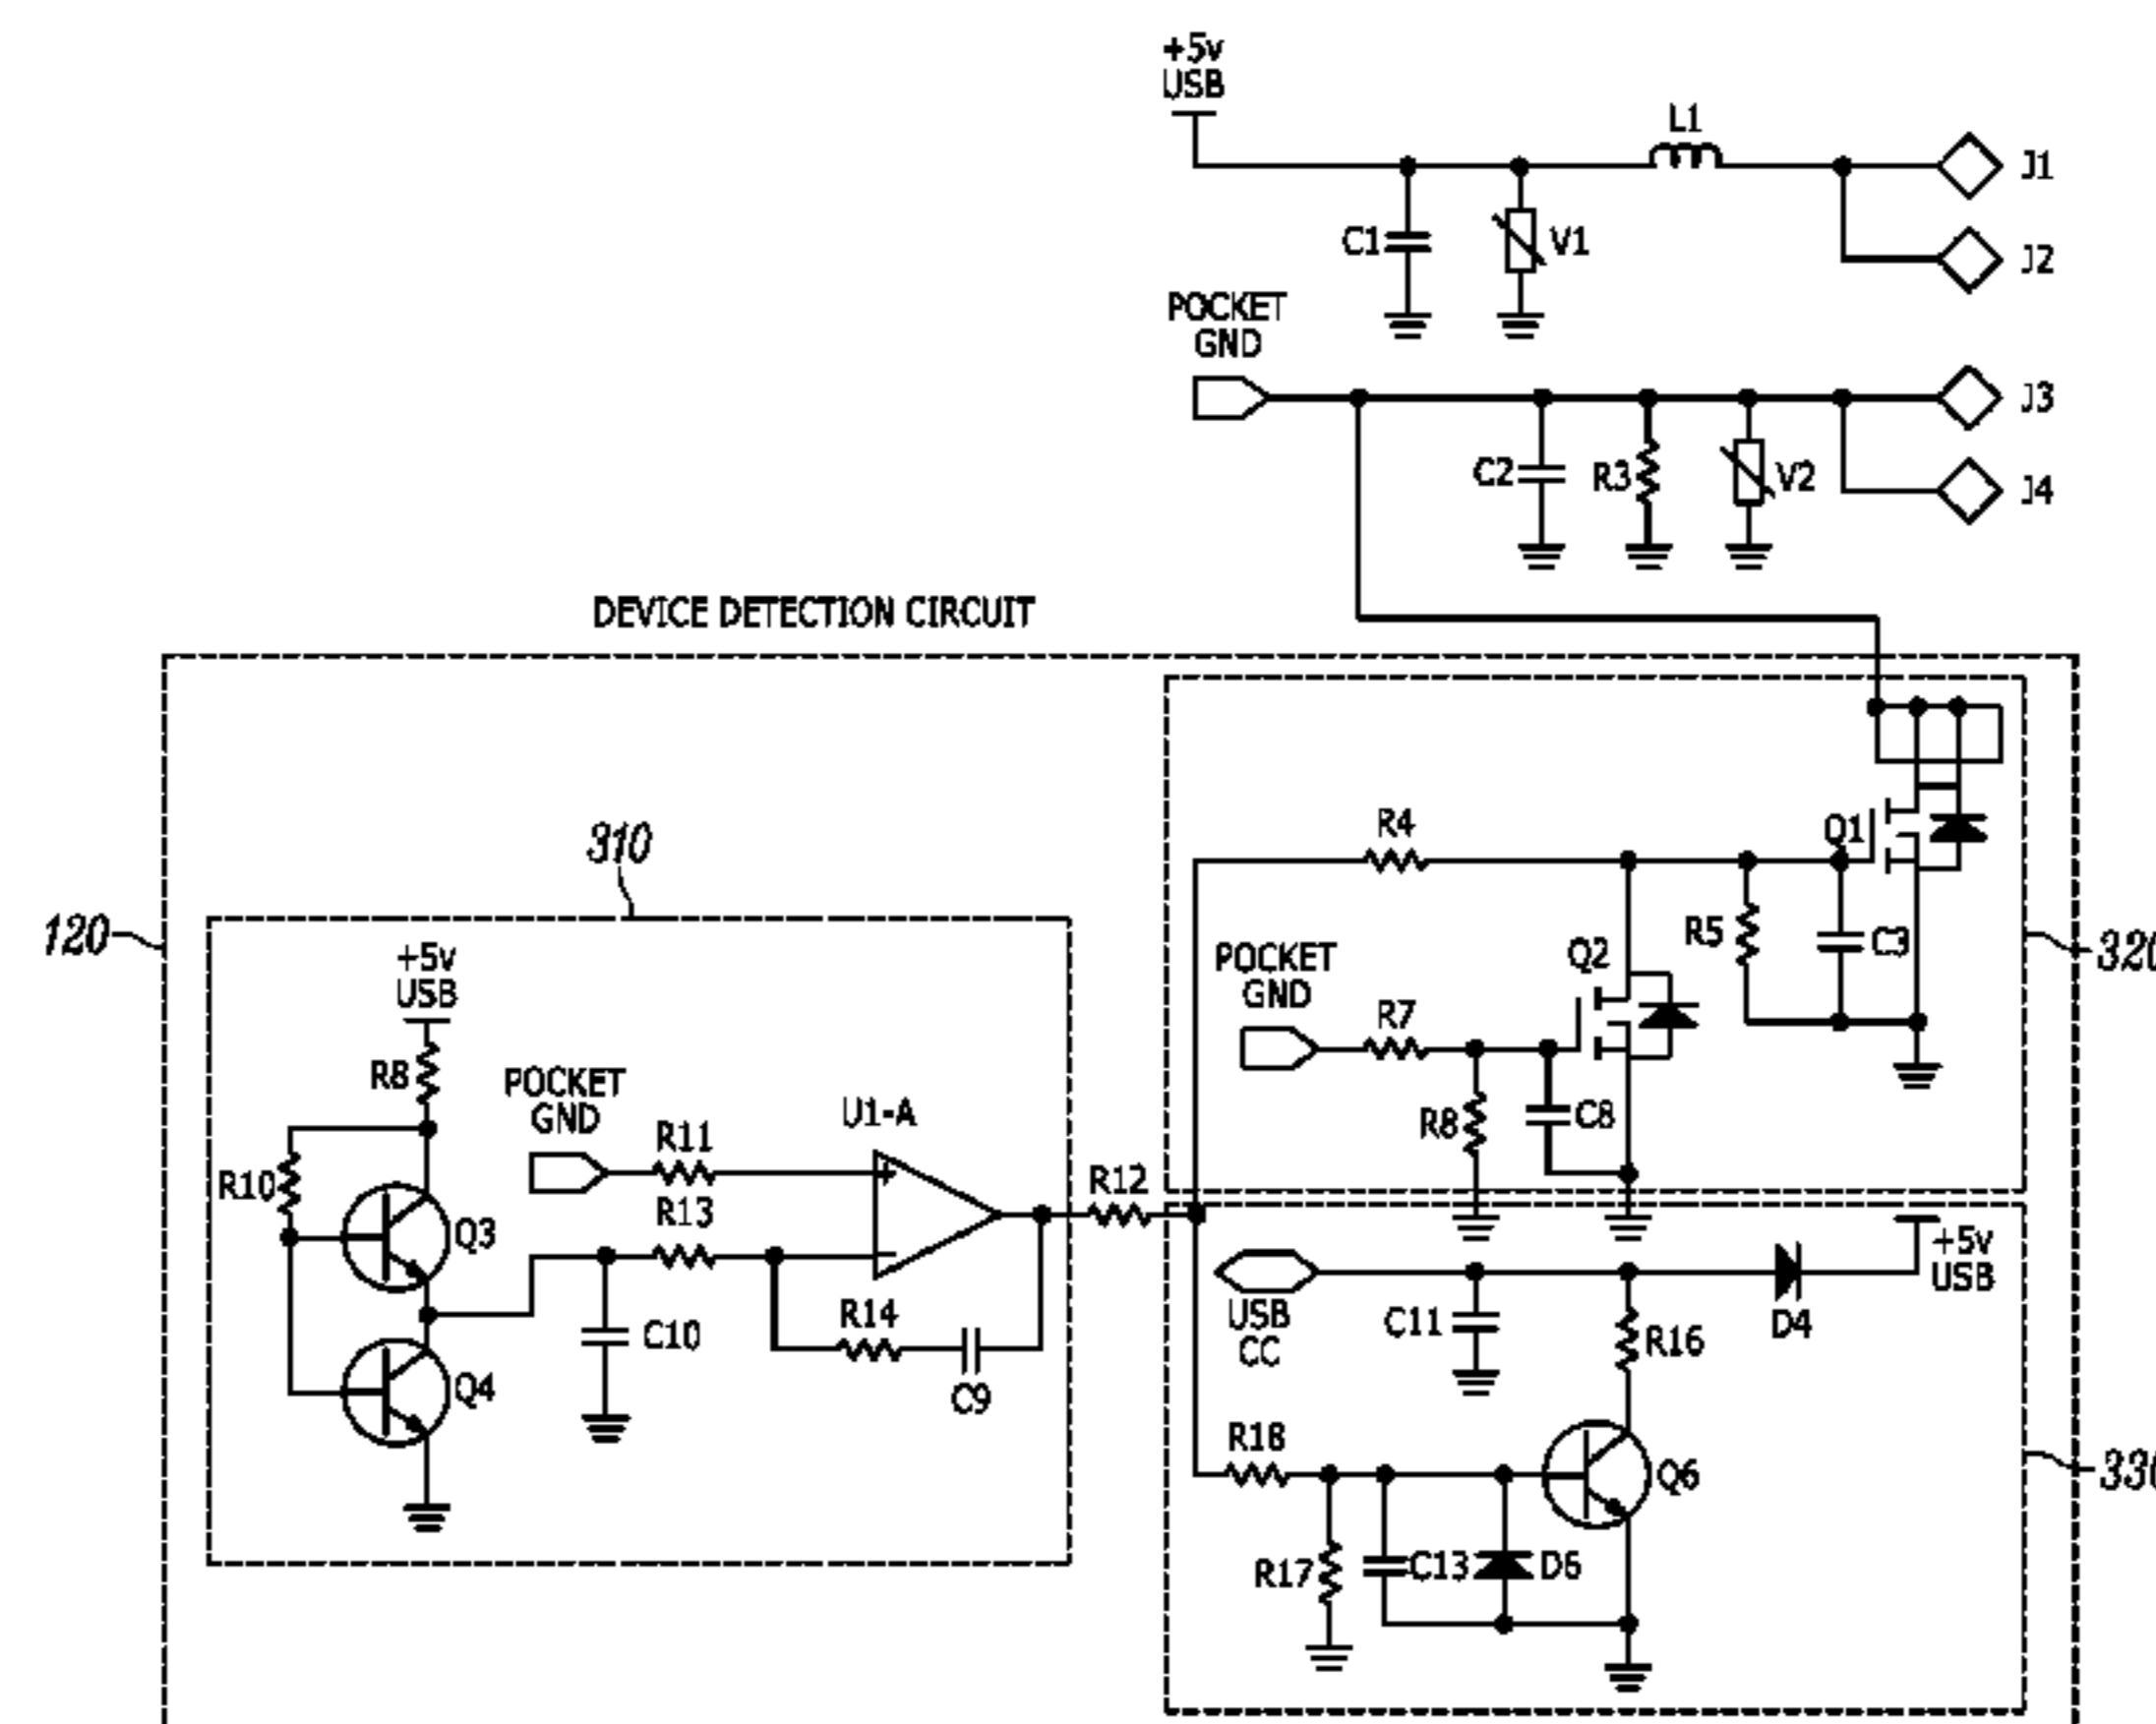 +5v
USB
L1
J1
C1
V1
J2
POCKET
GND
J3
C2
R3
V2
J4
DEVICE DETECTION CIRCUIT
R4
Q1
310
120
R5
C3
Q2
POCKET
GND
R7
R8
C8
+5v
USB
R8
POCKET
GND
R11
U1-A
R10
R13
R12
Q3
+
-
R14
C10
C9
Q4
USB
CC
C11
R16
D4
+5v
USB
R18
Q6
R17
C13
D6